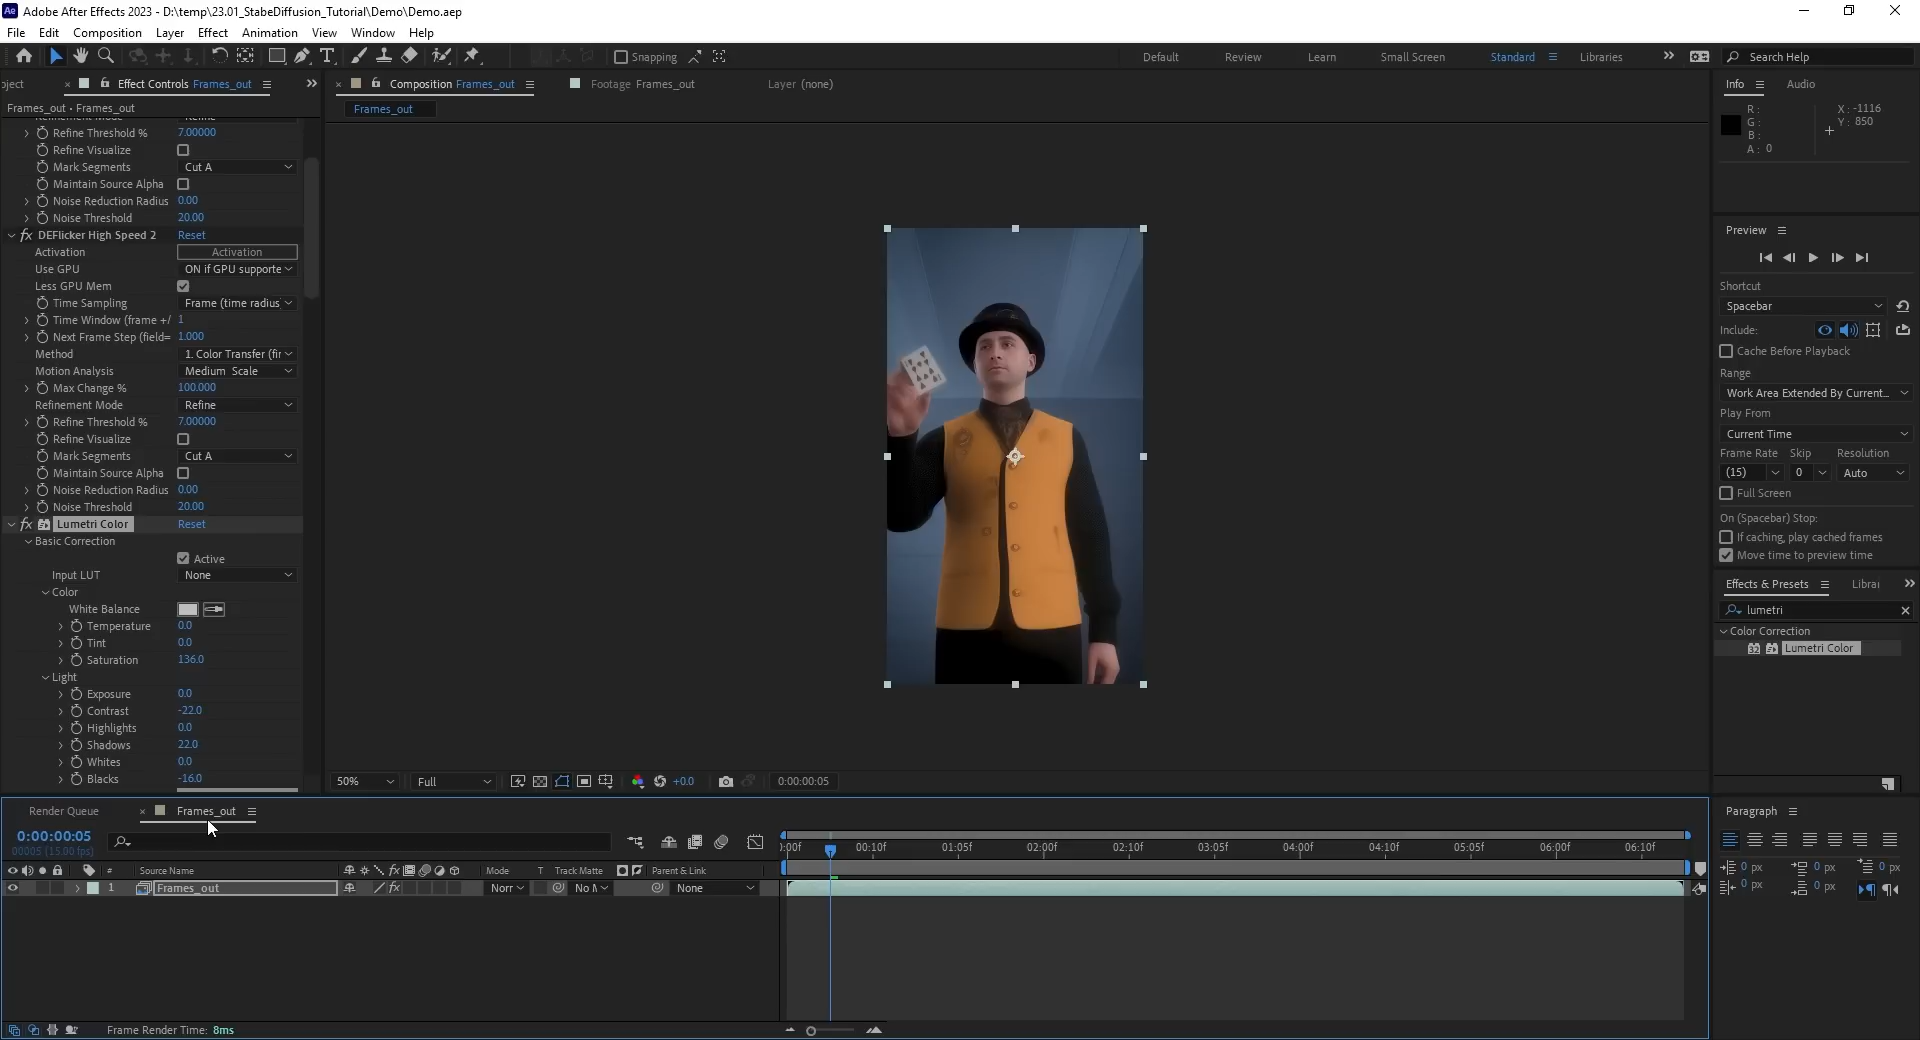 Adobe After Effects 2023 - D:\temp\23.01_StabeDiffusion_Tutorial\Demo\Demo.aep
File Edit Composition Layer Effect Animation View Window Help
Snapping Default Review Learn Small Screen Standard Libraries Search Help
oject Effect Controls Frames_out
Frames_out • Frames_out
Refine Threshold % 7.00000
Refine Visualize
Mark Segments Cut A
Maintain Source Alpha
Noise Reduction Radius 0.00
Noise Threshold 20.00
fx DEFlicker High Speed 2 Reset
Activation Activation
Use GPU ON if GPU supporte
Less GPU Mem
Time Sampling Frame (time radius
Time Window (frame +/ 1
Next Frame Step (field= 1.000
Method 1. Color Transfer (fir
Motion Analysis Medium Scale
Max Change % 100.000
Refinement Mode Refine
Refine Threshold % 7.00000
Refine Visualize
Mark Segments Cut A
Maintain Source Alpha
Noise Reduction Radius 0.00
Noise Threshold 20.00
fx Lumetri Color Reset
Basic Correction
Active
Input LUT None
Color
White Balance
Temperature 0.0
Tint 0.0
Saturation 136.0
Light
Exposure 0.0
Contrast -22.0
Highlights 0.0
Shadows 22.0
Whites 0.0
Blacks -16.0
Composition Frames_out Footage Frames_out Layer (none)
Frames_out
50% Full +0.0 0:00:00:05
Info Audio
R: X: -1116
G: Y: 850
B:
A: 0
Preview
Shortcut
Spacebar
Include:
Cache Before Playback
Range
Work Area Extended By Current...
Play From
Current Time
Frame Rate Skip Resolution
(15) 0 Auto
Full Screen
On (Spacebar) Stop:
If caching, play cached frames
Move time to preview time
Effects & Presets Librai
lumetri
Color Correction
32 Lumetri Color
Render Queue Frames_out
0:00:00:05
00005 (15.00 fps)
# Source Name Mode T Track Matte Parent & Link
1 Frames_out fx Norr No M None
):00f 00:10f 01:05f 02:00f 02:10f 03:05f 04:00f 04:10f 05:05f 06:00f 06:10f
Frame Render Time: 8ms
Paragraph
0 px 0 px 0 px
0 px 0 px